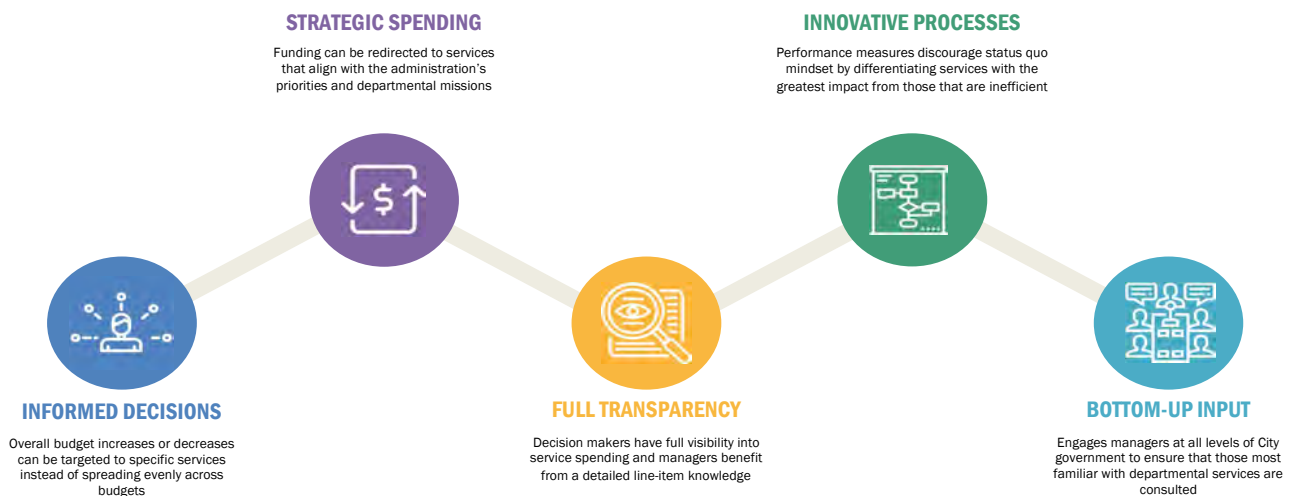 STRATEGIC SPENDING
Funding can be redirected to services
that align with the administration's
priorities and departmental missions
INNOVATIVE PROCESSES
Performance measures discourage status quo
mindset by differentiating services with the
greatest impact from those that are inefficient
$
INFORMED DECISIONS
Overall budget increases or decreases
can be targeted to specific services
instead of spreading evenly across
budgets
FULL TRANSPARENCY
Decision makers have full visibility into
service spending and managers benefit
from a detailed line-item knowledge
BOTTOM-UP INPUT
Engages managers at all levels of City
government to ensure that those most
familiar with departmental services are
consulted